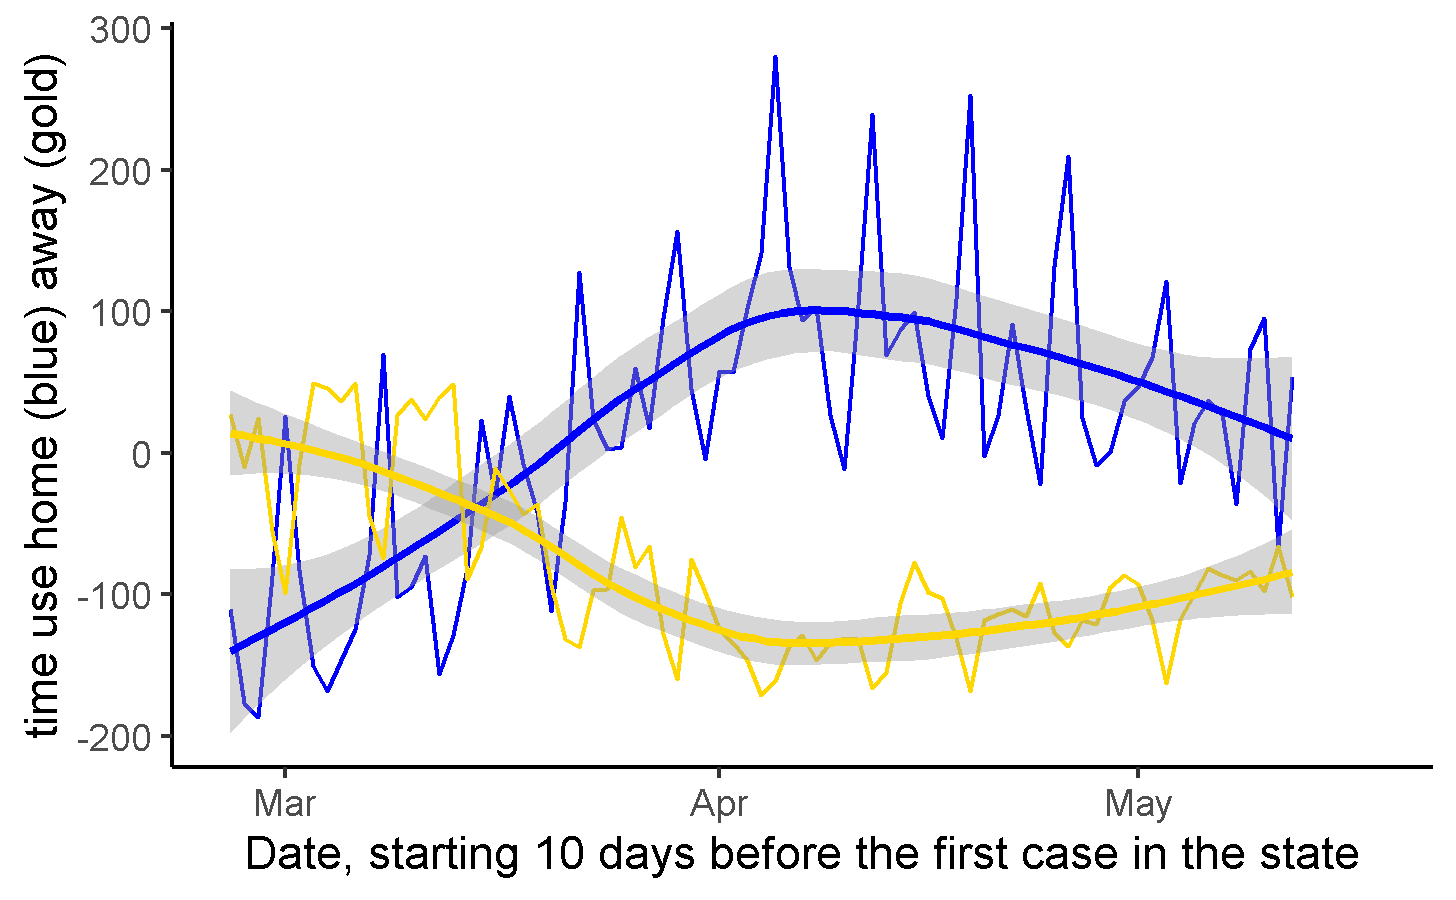 time use home (blue) away (gold)
300
200
100
0
-100
-200
Mar Apr May
Date, starting 10 days before the first case in the state